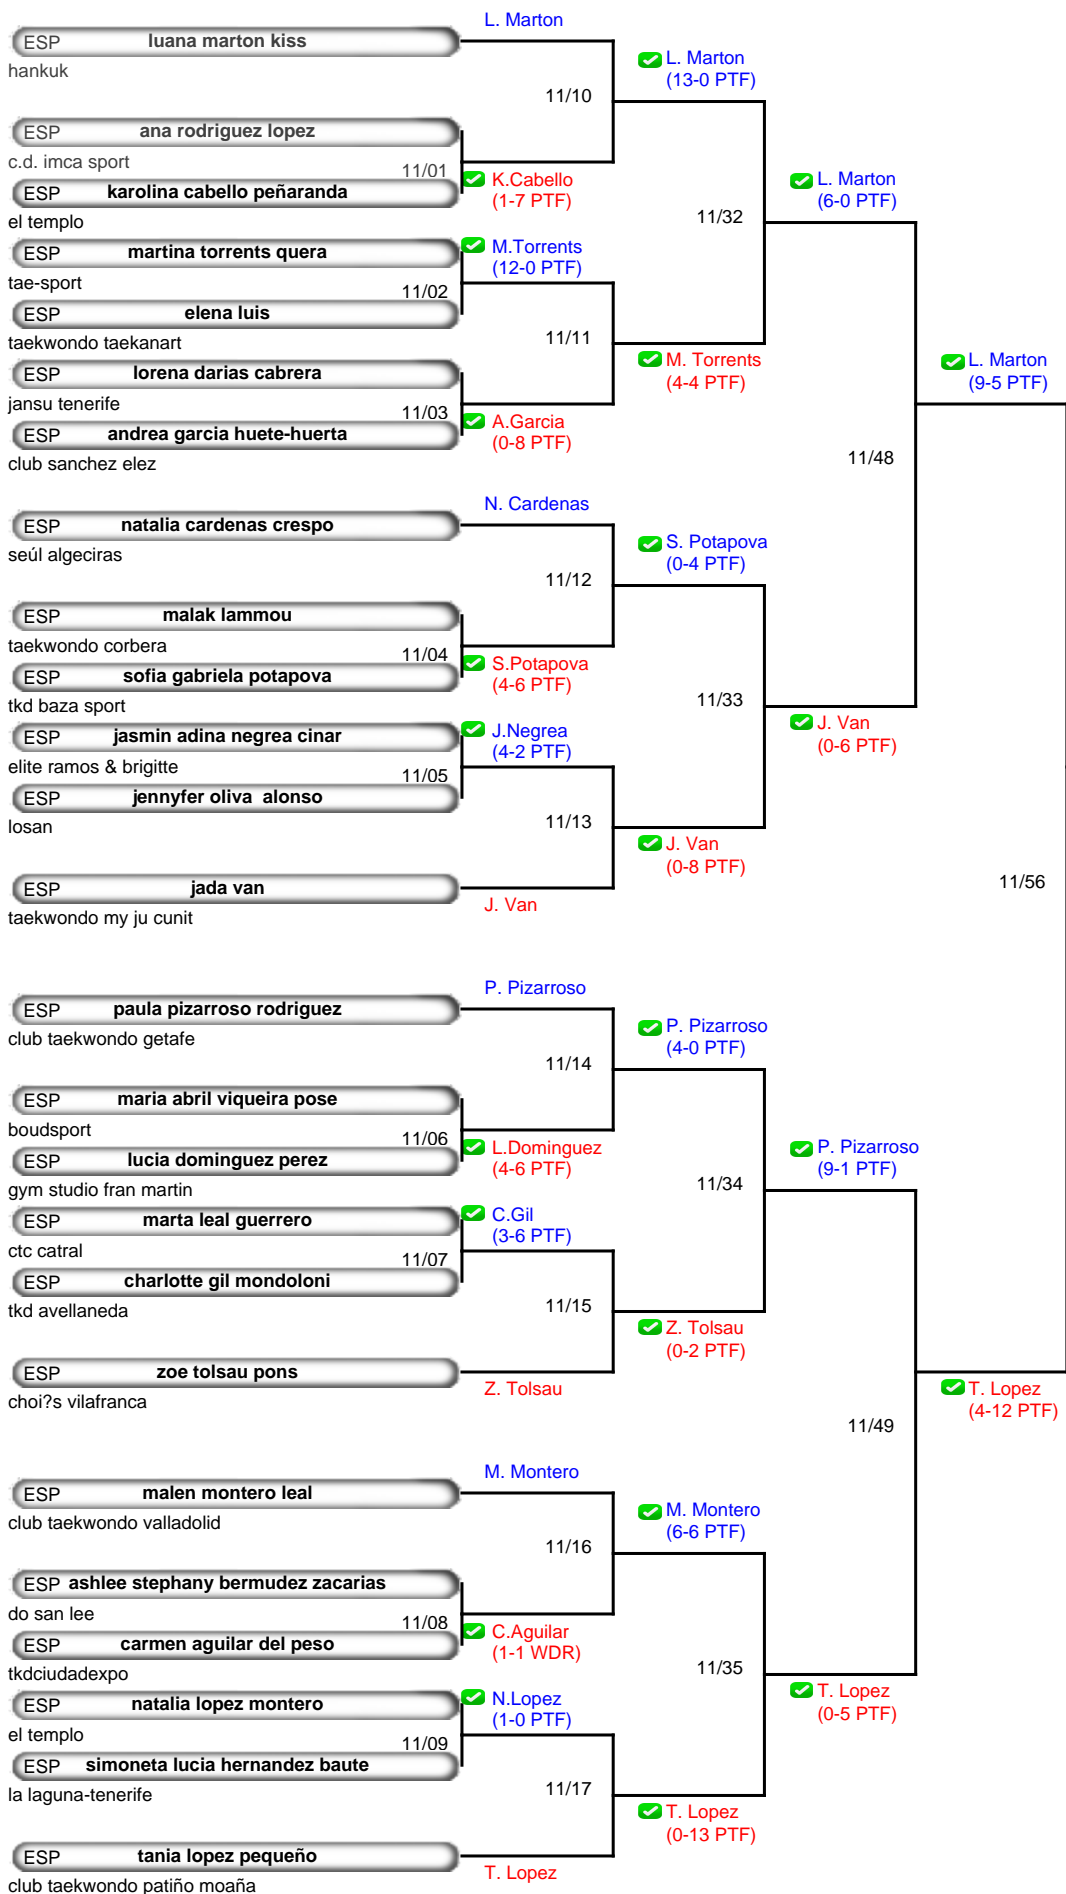 L. Marton
ESP luana marton kiss
hankuk
L. Marton
(13-0 PTF)
11/10
ESP ana rodriguez lopez
c.d. imca sport
11/01
ESP karolina cabello peñaranda
K.Cabello
(1-7 PTF)
el templo
L. Marton
(6-0 PTF)
11/32
ESP martina torrents quera
M.Torrents
(12-0 PTF)
tae-sport
11/02
ESP elena luis
taekwondo taekanart
11/11
M. Torrents
(4-4 PTF)
ESP lorena darias cabrera
jansu tenerife
11/03
ESP andrea garcia huete-huerta
A.Garcia
(0-8 PTF)
club sanchez elez
L. Marton
(9-5 PTF)
11/48
N. Cardenas
ESP natalia cardenas crespo
seúl algeciras
S. Potapova
(0-4 PTF)
11/12
ESP malak lammou
taekwondo corbera
11/04
ESP sofia gabriela potapova
S.Potapova
(4-6 PTF)
tkd baza sport
11/33
J. Van
(0-6 PTF)
ESP jasmin adina negrea cinar
J.Negrea
(4-2 PTF)
elite ramos & brigitte
11/05
ESP jennyfer oliva  alonso
losan
11/13
J. Van
(0-8 PTF)
ESP jada van
J. Van
taekwondo my ju cunit
11/56
P. Pizarroso
ESP paula pizarroso rodriguez
club taekwondo getafe
P. Pizarroso
(4-0 PTF)
11/14
ESP maria abril viqueira pose
boudsport
11/06
ESP lucia dominguez perez
L.Dominguez
(4-6 PTF)
gym studio fran martin
P. Pizarroso
(9-1 PTF)
11/34
ESP marta leal guerrero
C.Gil
(3-6 PTF)
ctc catral
11/07
ESP charlotte gil mondoloni
tkd avellaneda
11/15
Z. Tolsau
(0-2 PTF)
ESP zoe tolsau pons
Z. Tolsau
choi?s vilafranca
T. Lopez
(4-12 PTF)
11/49
M. Montero
ESP malen montero leal
club taekwondo valladolid
M. Montero
(6-6 PTF)
11/16
ESP ashlee stephany bermudez zacarias
do san lee
11/08
ESP carmen aguilar del peso
C.Aguilar
(1-1 WDR)
tkdciudadexpo
11/35
T. Lopez
(0-5 PTF)
ESP natalia lopez montero
N.Lopez
(1-0 PTF)
el templo
11/09
ESP simoneta lucia hernandez baute
la laguna-tenerife
11/17
T. Lopez
(0-13 PTF)
ESP tania lopez pequeño
T. Lopez
club taekwondo patiño moaña